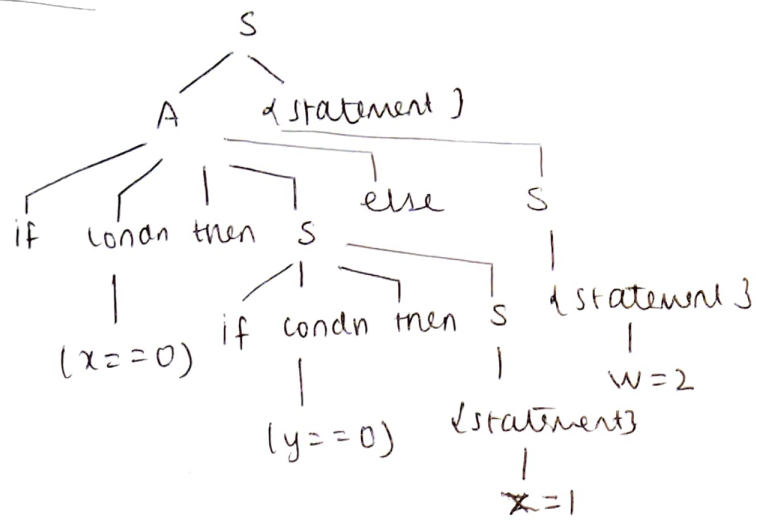 S
A {statement}
if condn then S else S
(x==0) if condn then S {statement}
w=2
(y==0) {statement}
x=1